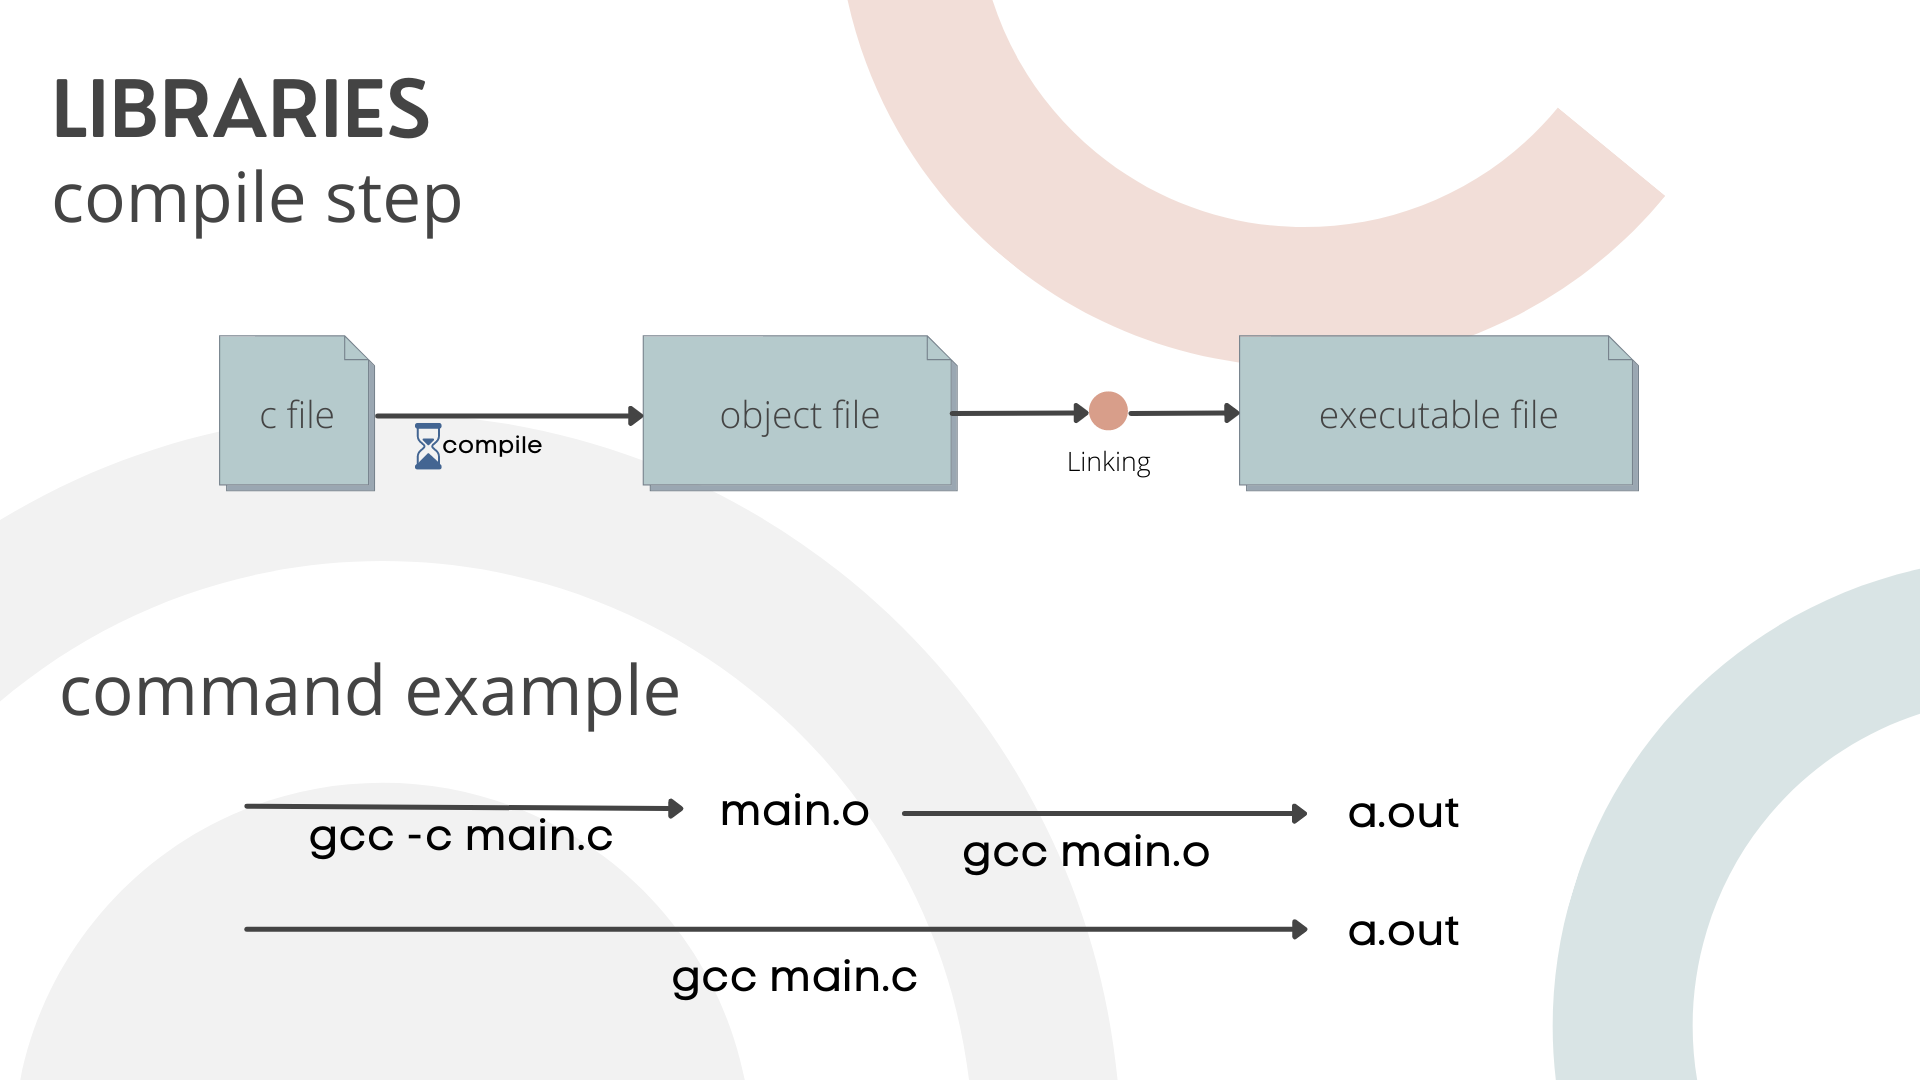 LIBRARIES
compile step
c file
compile
object file
Linking
executable file
command example
gcc -c main.c
main.o
gcc main.o
a.out
gcc main.c
a.out